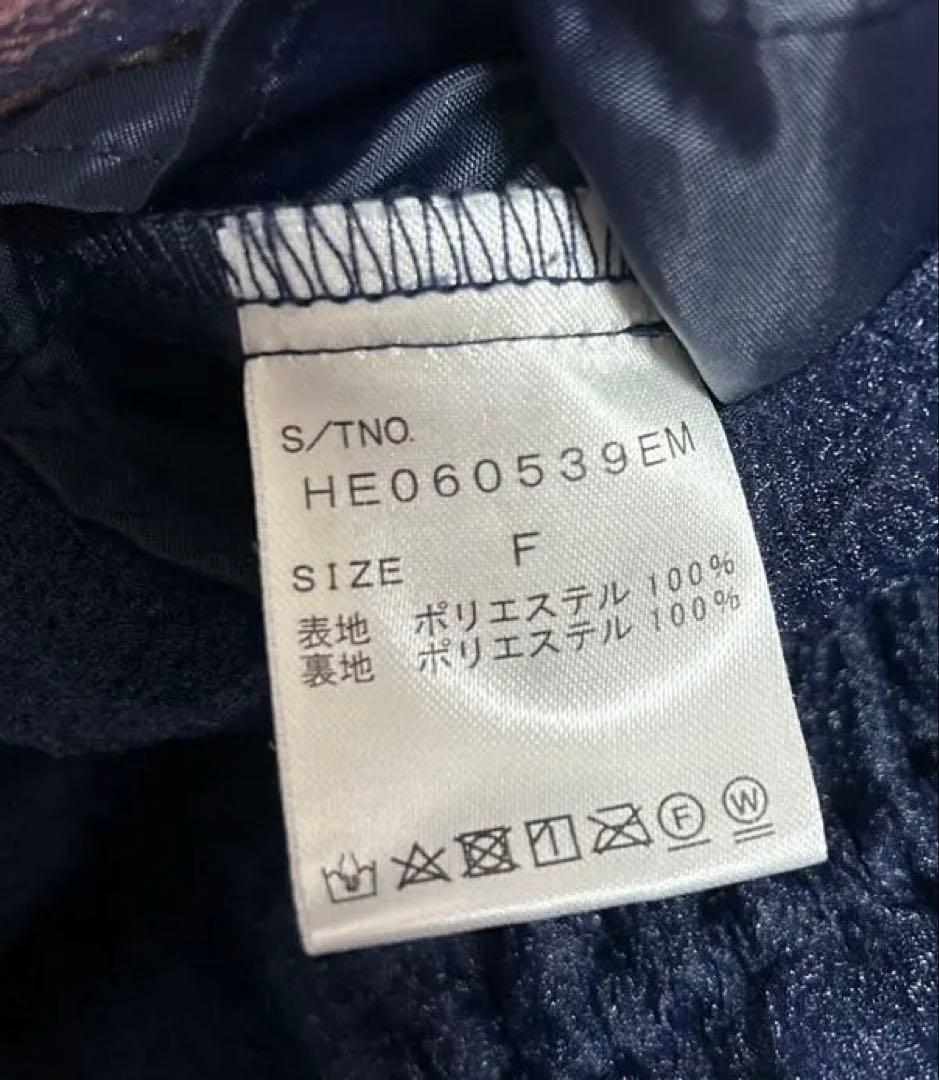 S/TNO.
HE060539EM
SIZE F
表地 ポリエステル 100%
裏地 ポリエステル 100%
F W